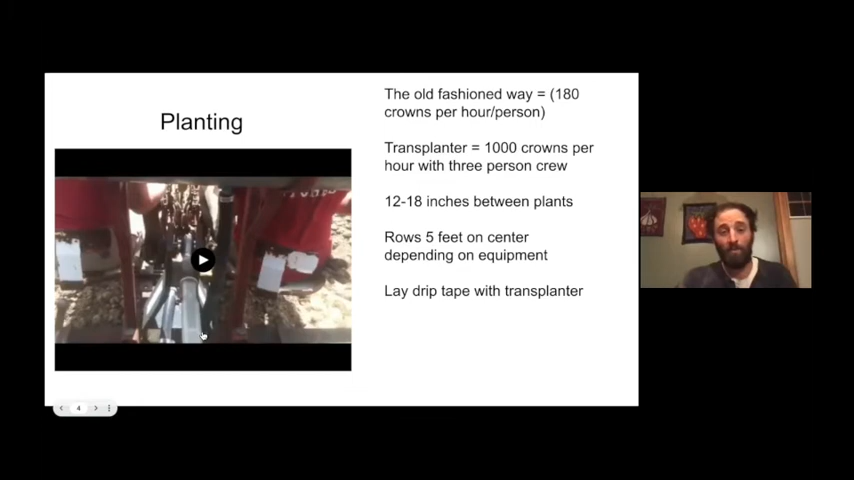 Planting
The old fashioned way = (180
crowns per hour/person)
Transplanter = 1000 crowns per
hour with three person crew
12-18 inches between plants
Rows 5 feet on center
depending on equipment
Lay drip tape with transplanter
4